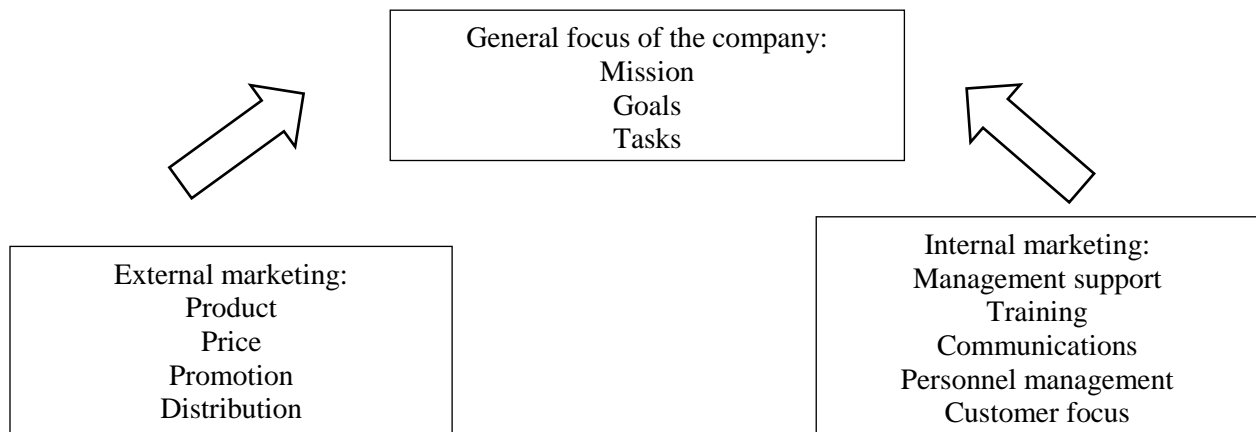 General focus of the company:
Mission
Goals
Tasks
External marketing:
Product
Price
Promotion
Distribution
Internal marketing:
Management support
Training
Communications
Personnel management
Customer focus